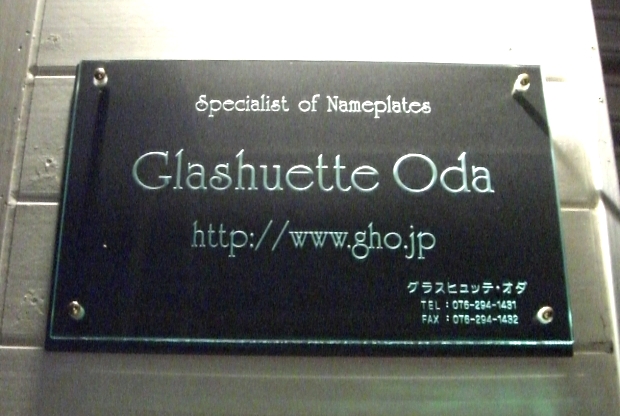 Specialist of Nameplates
Glashuette Oda
http://www.gho.jp
グラスヒュッテ・オダ
TEL : 076-294-1431
FAX : 076-294-1432